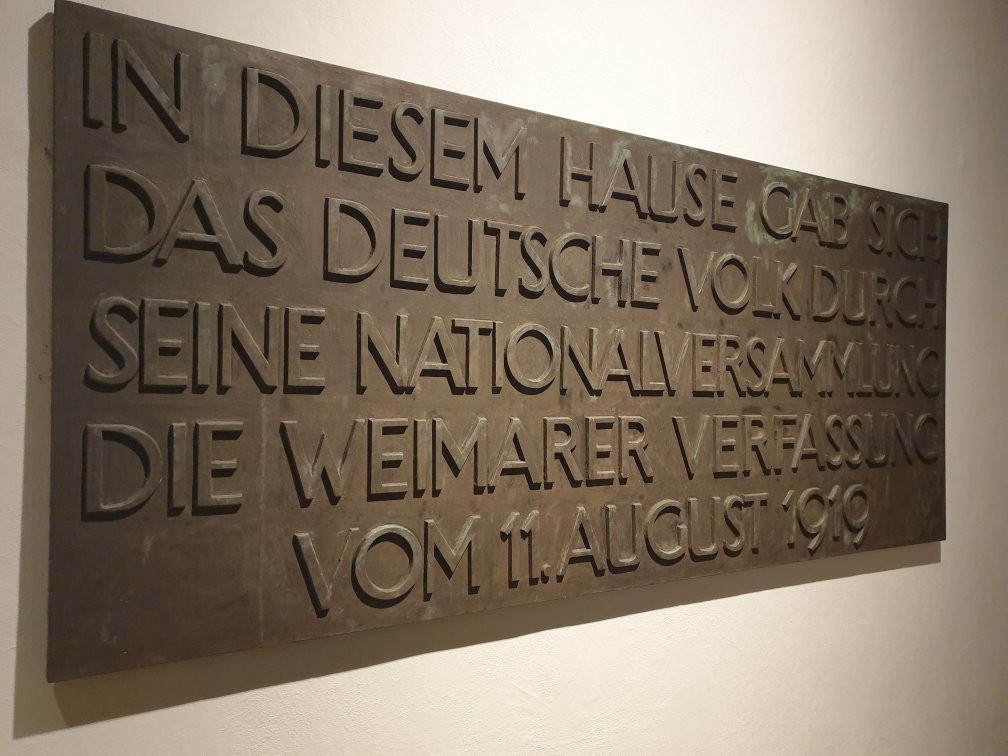 IN DIESEM HAUSE GAB SICH
DAS DEUTSCHE VOLK DURCH
SEINE NATIONALVERSAMMLUNG
DIE WEIMARER VERFASSUNG
VOM 11. AUGUST 1919